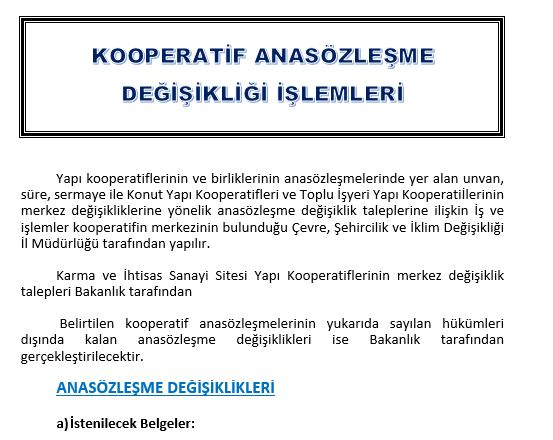 KOOPERATİF ANASÖZLEŞME
DEĞİŞİKLİĞİ İŞLEMLERİ
Yapı kooperatiflerinin ve birliklerinin anasözleşmelerinde yer alan unvan,
süre, sermaye ile Konut Yapı Kooperatifleri ve Toplu İşyeri Yapı Kooperatiİlerinin
merkez değişikliklerine yönelik anasözleşme değişiklik taleplerine ilişkin İş ve
işlemler kooperatifin merkezinin bulunduğu Çevre, Şehircilik ve İklim Değişikliği
İl Müdürlüğü tarafından yapılır.
Karma ve İhtisas Sanayi Sitesi Yapı Kooperatiflerinin merkez değişiklik
talepleri Bakanlık tarafından
Belirtilen kooperatif anasözleşmelerinin yukarıda sayılan hükümleri
dışında kalan anasözleşme değişiklikleri ise Bakanlık tarafından
gerçekleştirilecektir.
ANASÖZLEŞME DEĞİŞİKLİKLERİ
a)İstenilecek Belgeler: